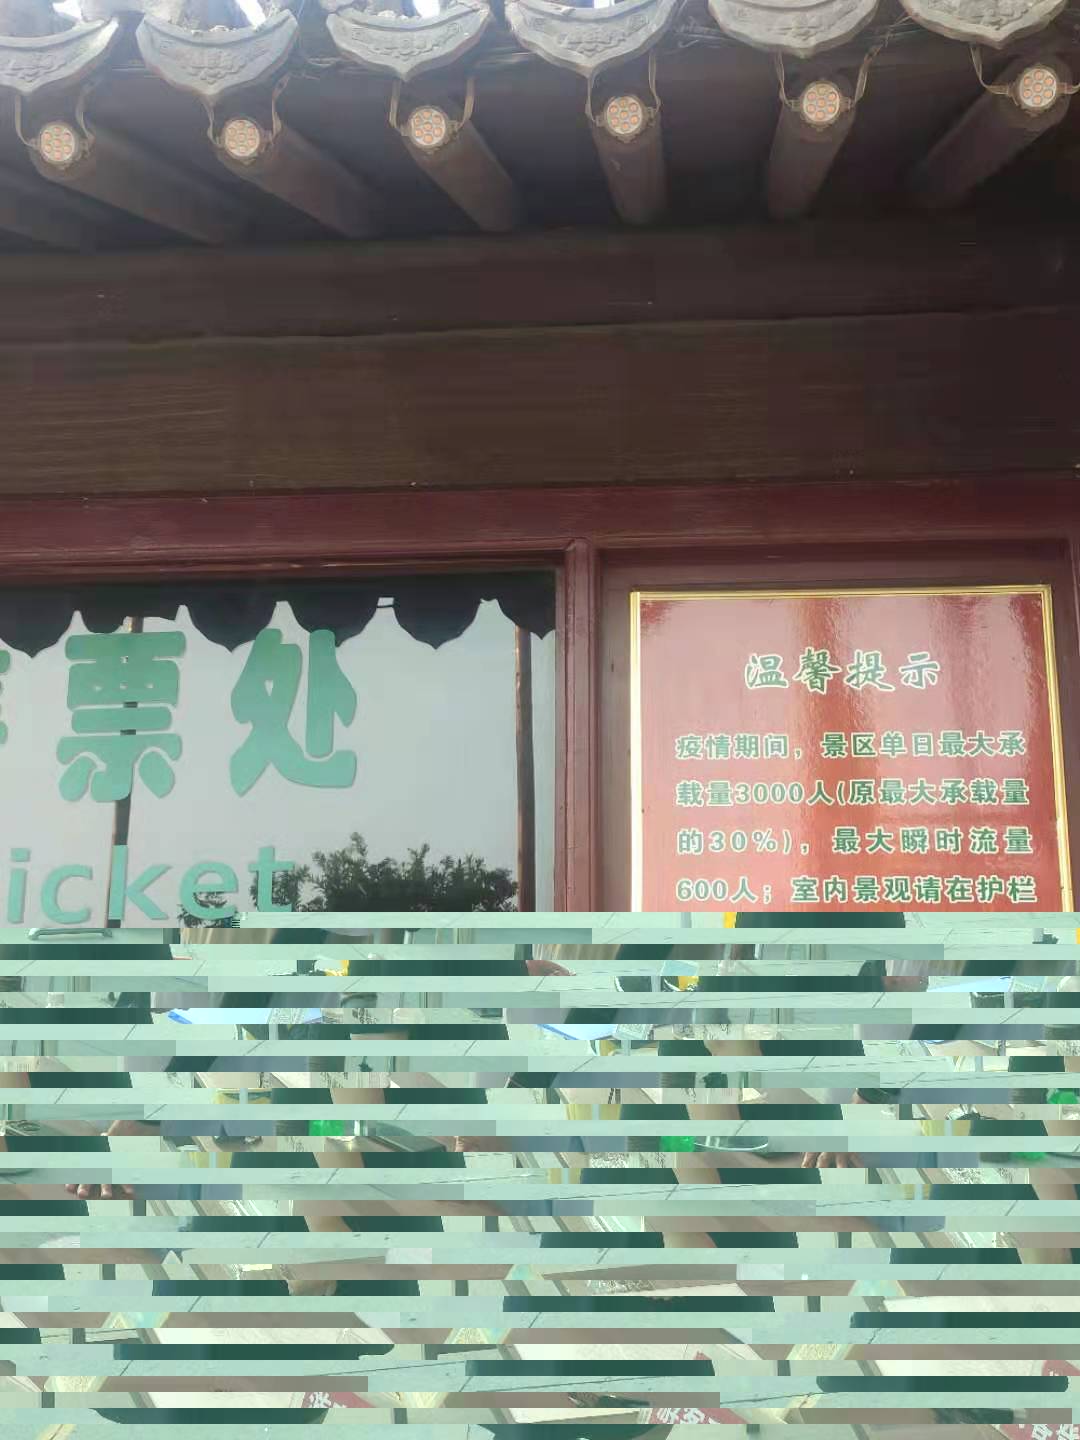 票处
icket
温馨提示
疫情期间，景区单日最大承
载量3000人(原最大承载量
的30%)，最大瞬时流量
600人；室内景观请在护栏